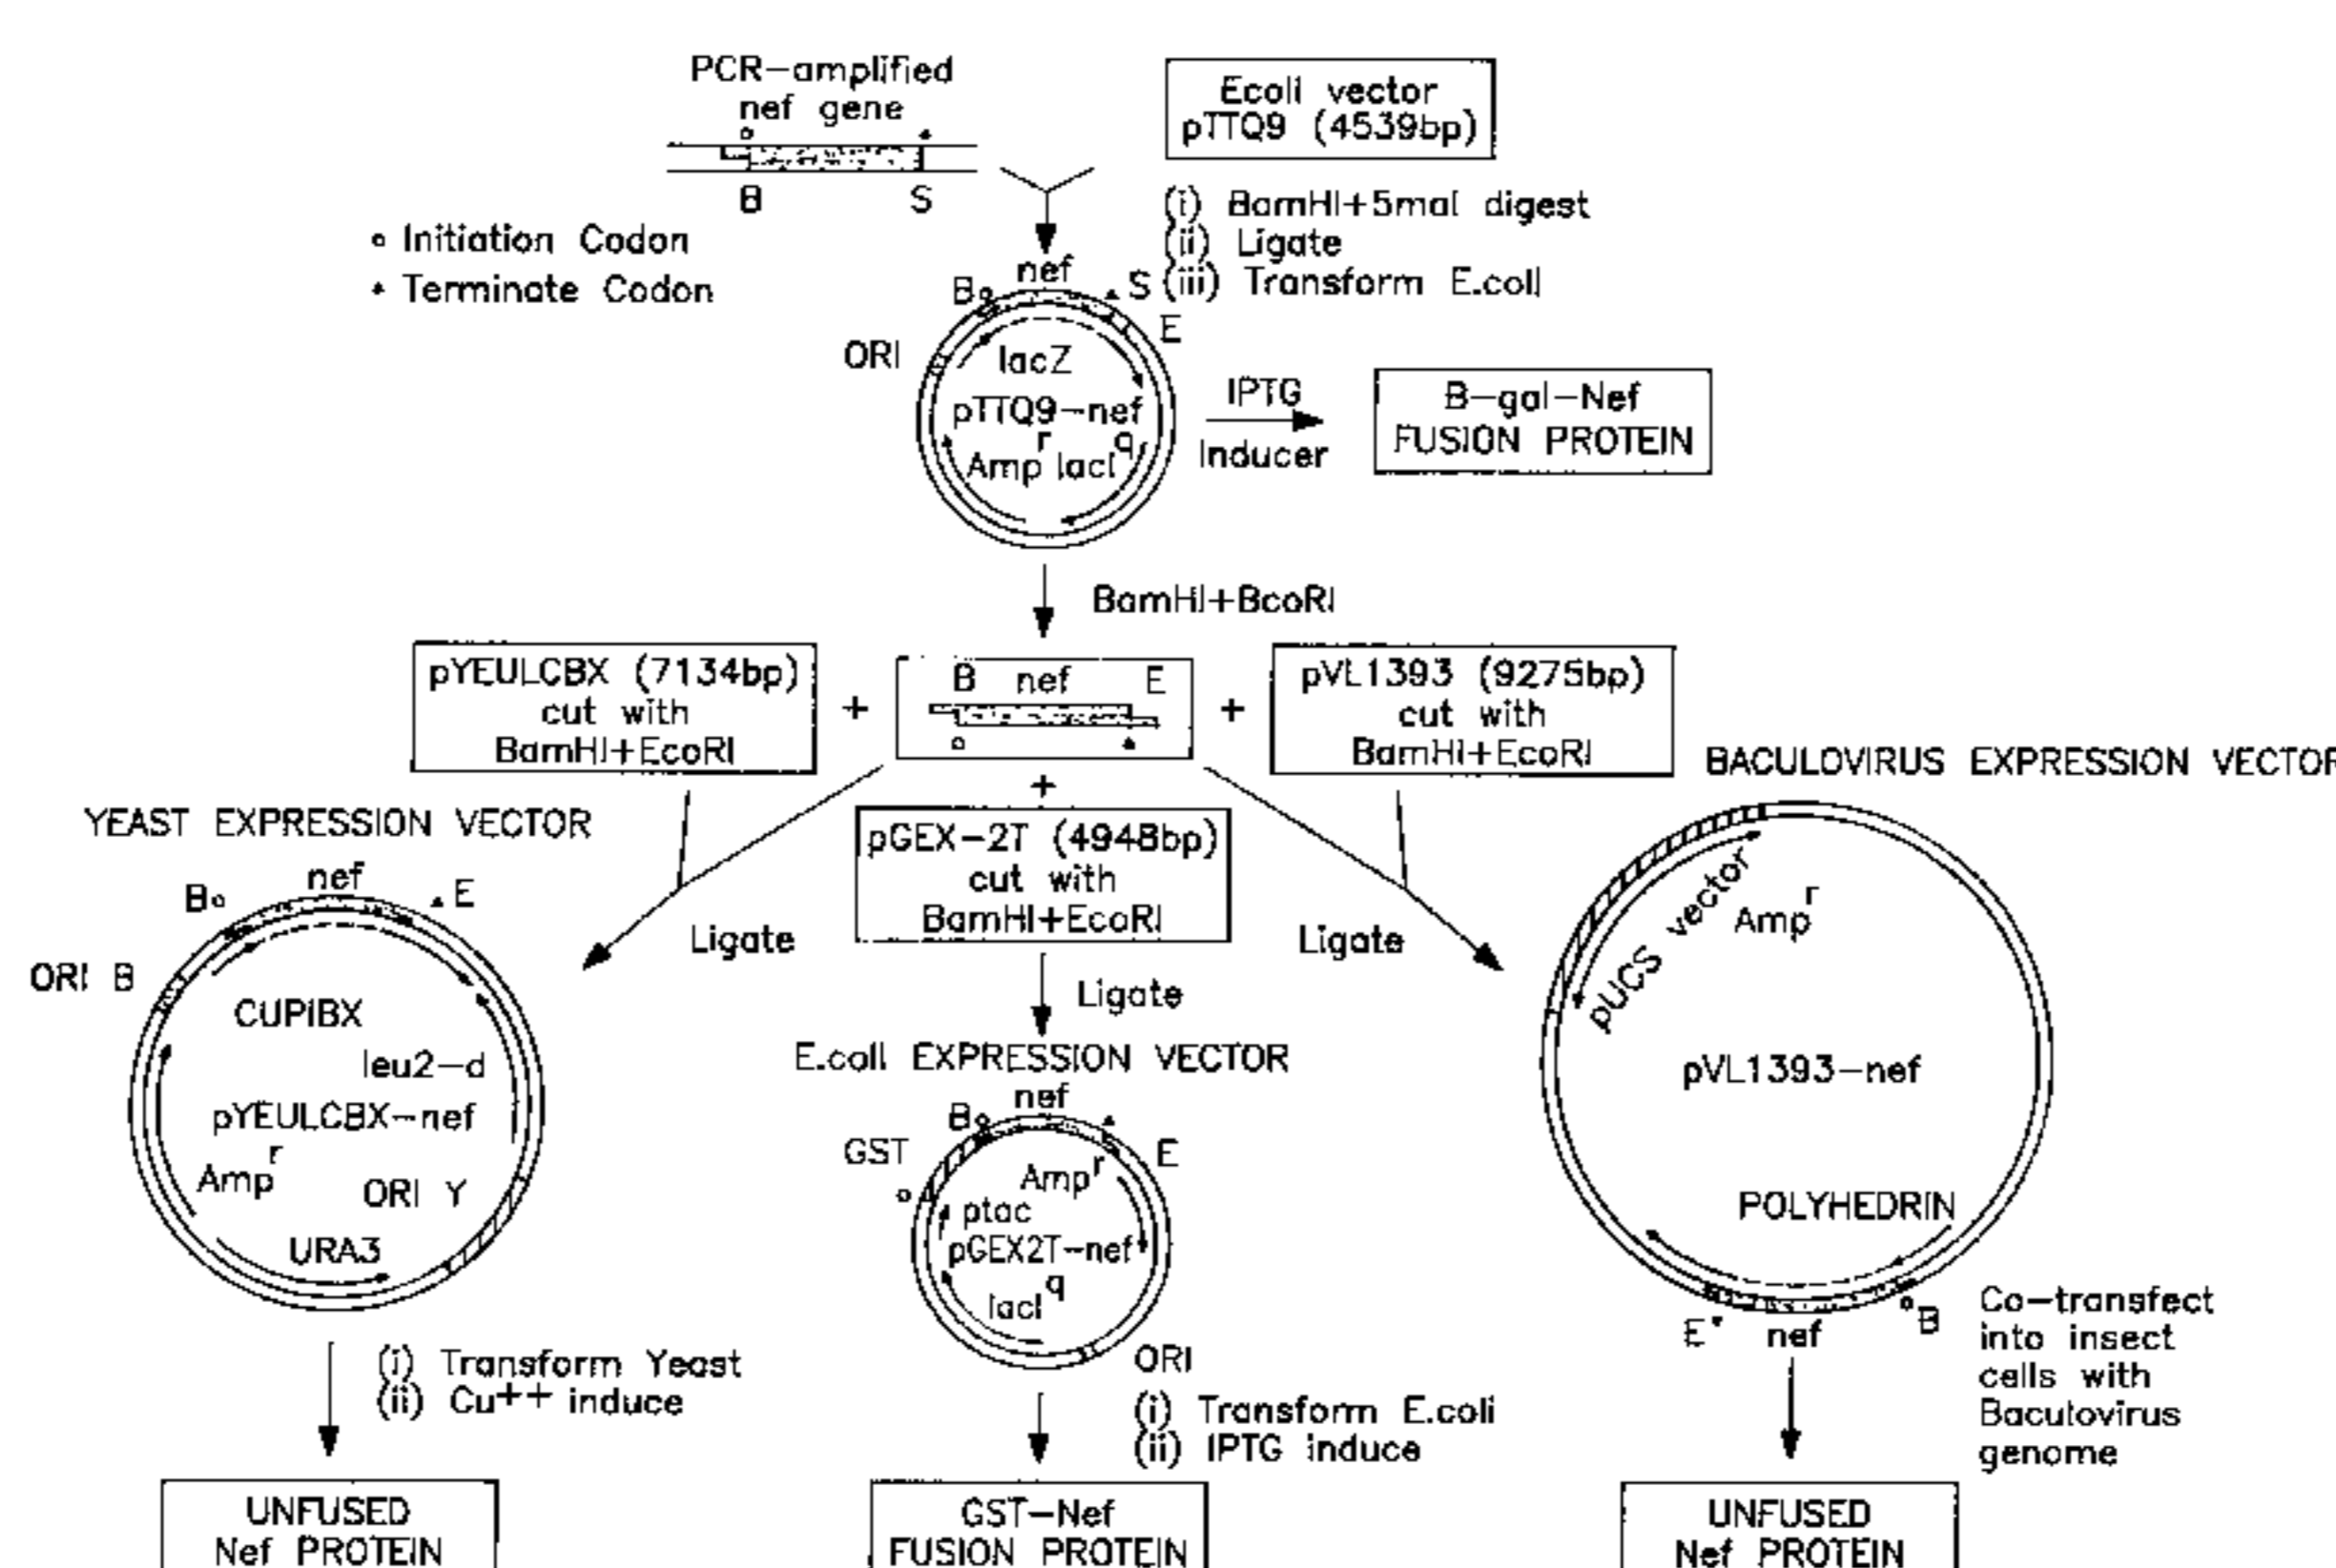 PCR-amplified
nef gene
B S
Ecoli vector
pTTQ9 (4539bp)
(i) BamHI+5mal digest
(ii) Ligate
(iii) Transform E.coli
° Initiation Codon
▴ Terminate Codon
nef
B S
E
ORI
lacZ
pTTQ9-nef
Amp r lacI q
IPTG
Inducer
B-gal-Nef
FUSION PROTEIN
BamHI+BcoRI
pYEULCBX (7134bp)
cut with
BamHI+EcoRI
+
B nef E
+
pVL1393 (9275bp)
cut with
BamHI+EcoRI
+
pGEX-2T (4948bp)
cut with
BamHI+EcoRI
Ligate
Ligate
Ligate
YEAST EXPRESSION VECTOR
nef
B E
ORI B
CUPIBX
leu2-d
pYEULCBX-nef
Amp r
ORI Y
URA3
(i) Transform Yeast
(ii) Cu++ induce
UNFUSED
Nef PROTEIN
E.coli EXPRESSION VECTOR
nef
B
GST E
Amp r
ptac
pGEX2T-nef
lacI q
ORI
(i) Transform E.coli
(ii) IPTG induce
GST-Nef
FUSION PROTEIN
BACULOVIRUS EXPRESSION VECTOR
pUCS vector
Amp r
pVL1393-nef
POLYHEDRIN
E nef B
Co-transfect
into insect
cells with
Baculovirus
genome
UNFUSED
Nef PROTEIN